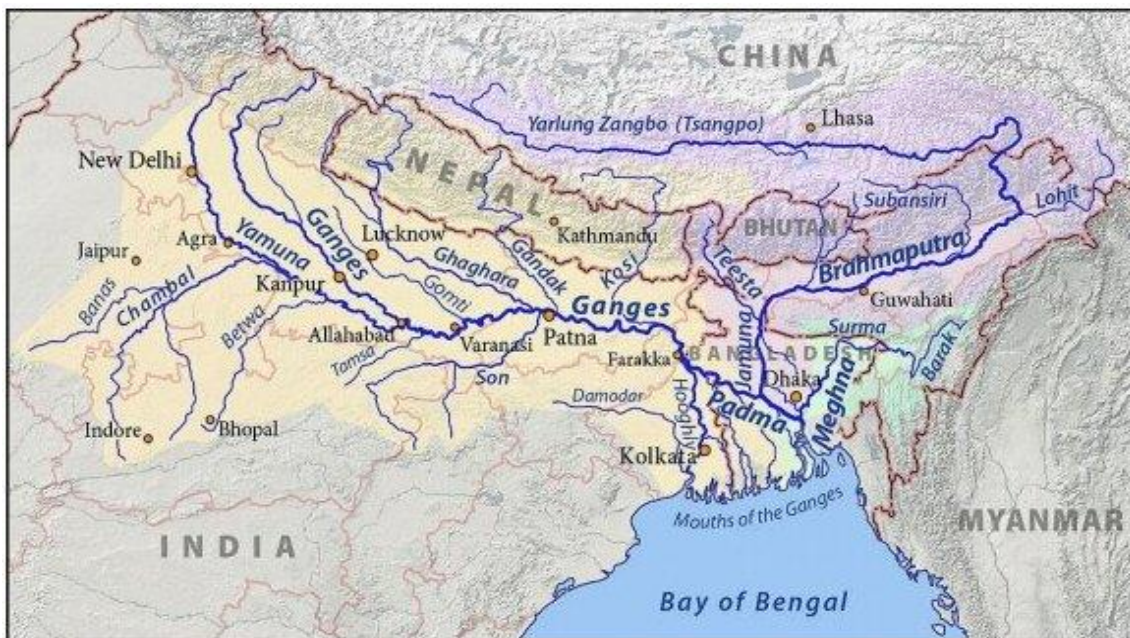 CHINA
Yarlung Zangbo (Tsangpo)
Lhasa
New Delhi
NEPAL
Subansiri
Lohit
BHUTAN
Ganges
Lucknow
Kathmandu
Agra
Yamuna
Jaipur
Ghaghara
Gandak
Kosi
Teesta
Brahmaputra
Kanpur
Gomti
Guwahati
Banas
Chambal
Betwa
Ganges
Jamuna
Surma
Allahabad
Varanasi
Patna
Farakka
BANGLADESH
Barak
Tamsa
Son
Dhaka
Meghna
Damodar
Hooghly
Padma
Indore
Bhopal
Kolkata
Mouths of the Ganges
INDIA
MYANMAR
Bay of Bengal